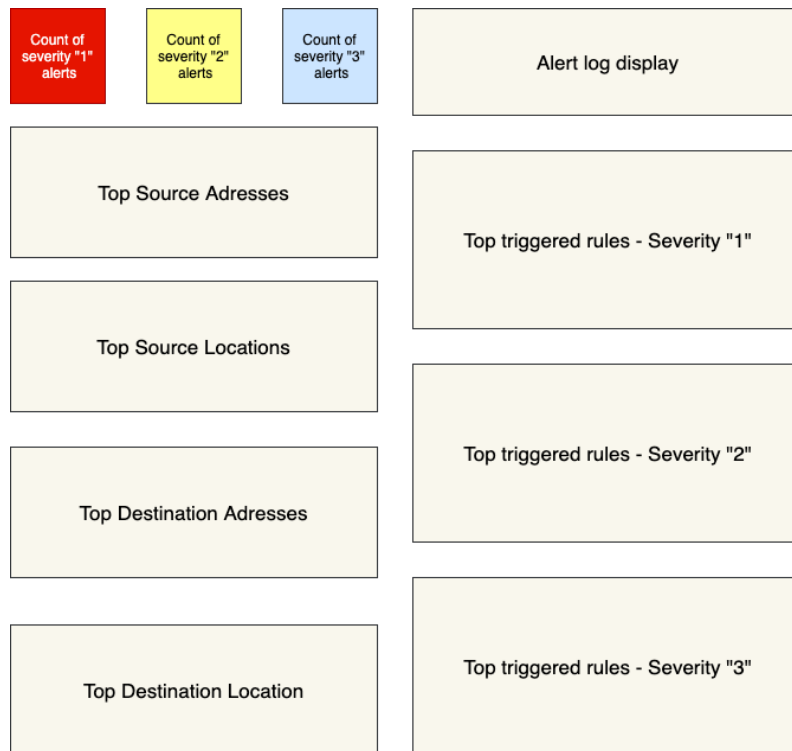 Count of
severity "1"
alerts
Count of
severity "2"
alerts
Count of
severity "3"
alerts
Alert log display
Top Source Adresses
Top triggered rules - Severity "1"
Top Source Locations
Top triggered rules - Severity "2"
Top Destination Adresses
Top triggered rules - Severity "3"
Top Destination Location